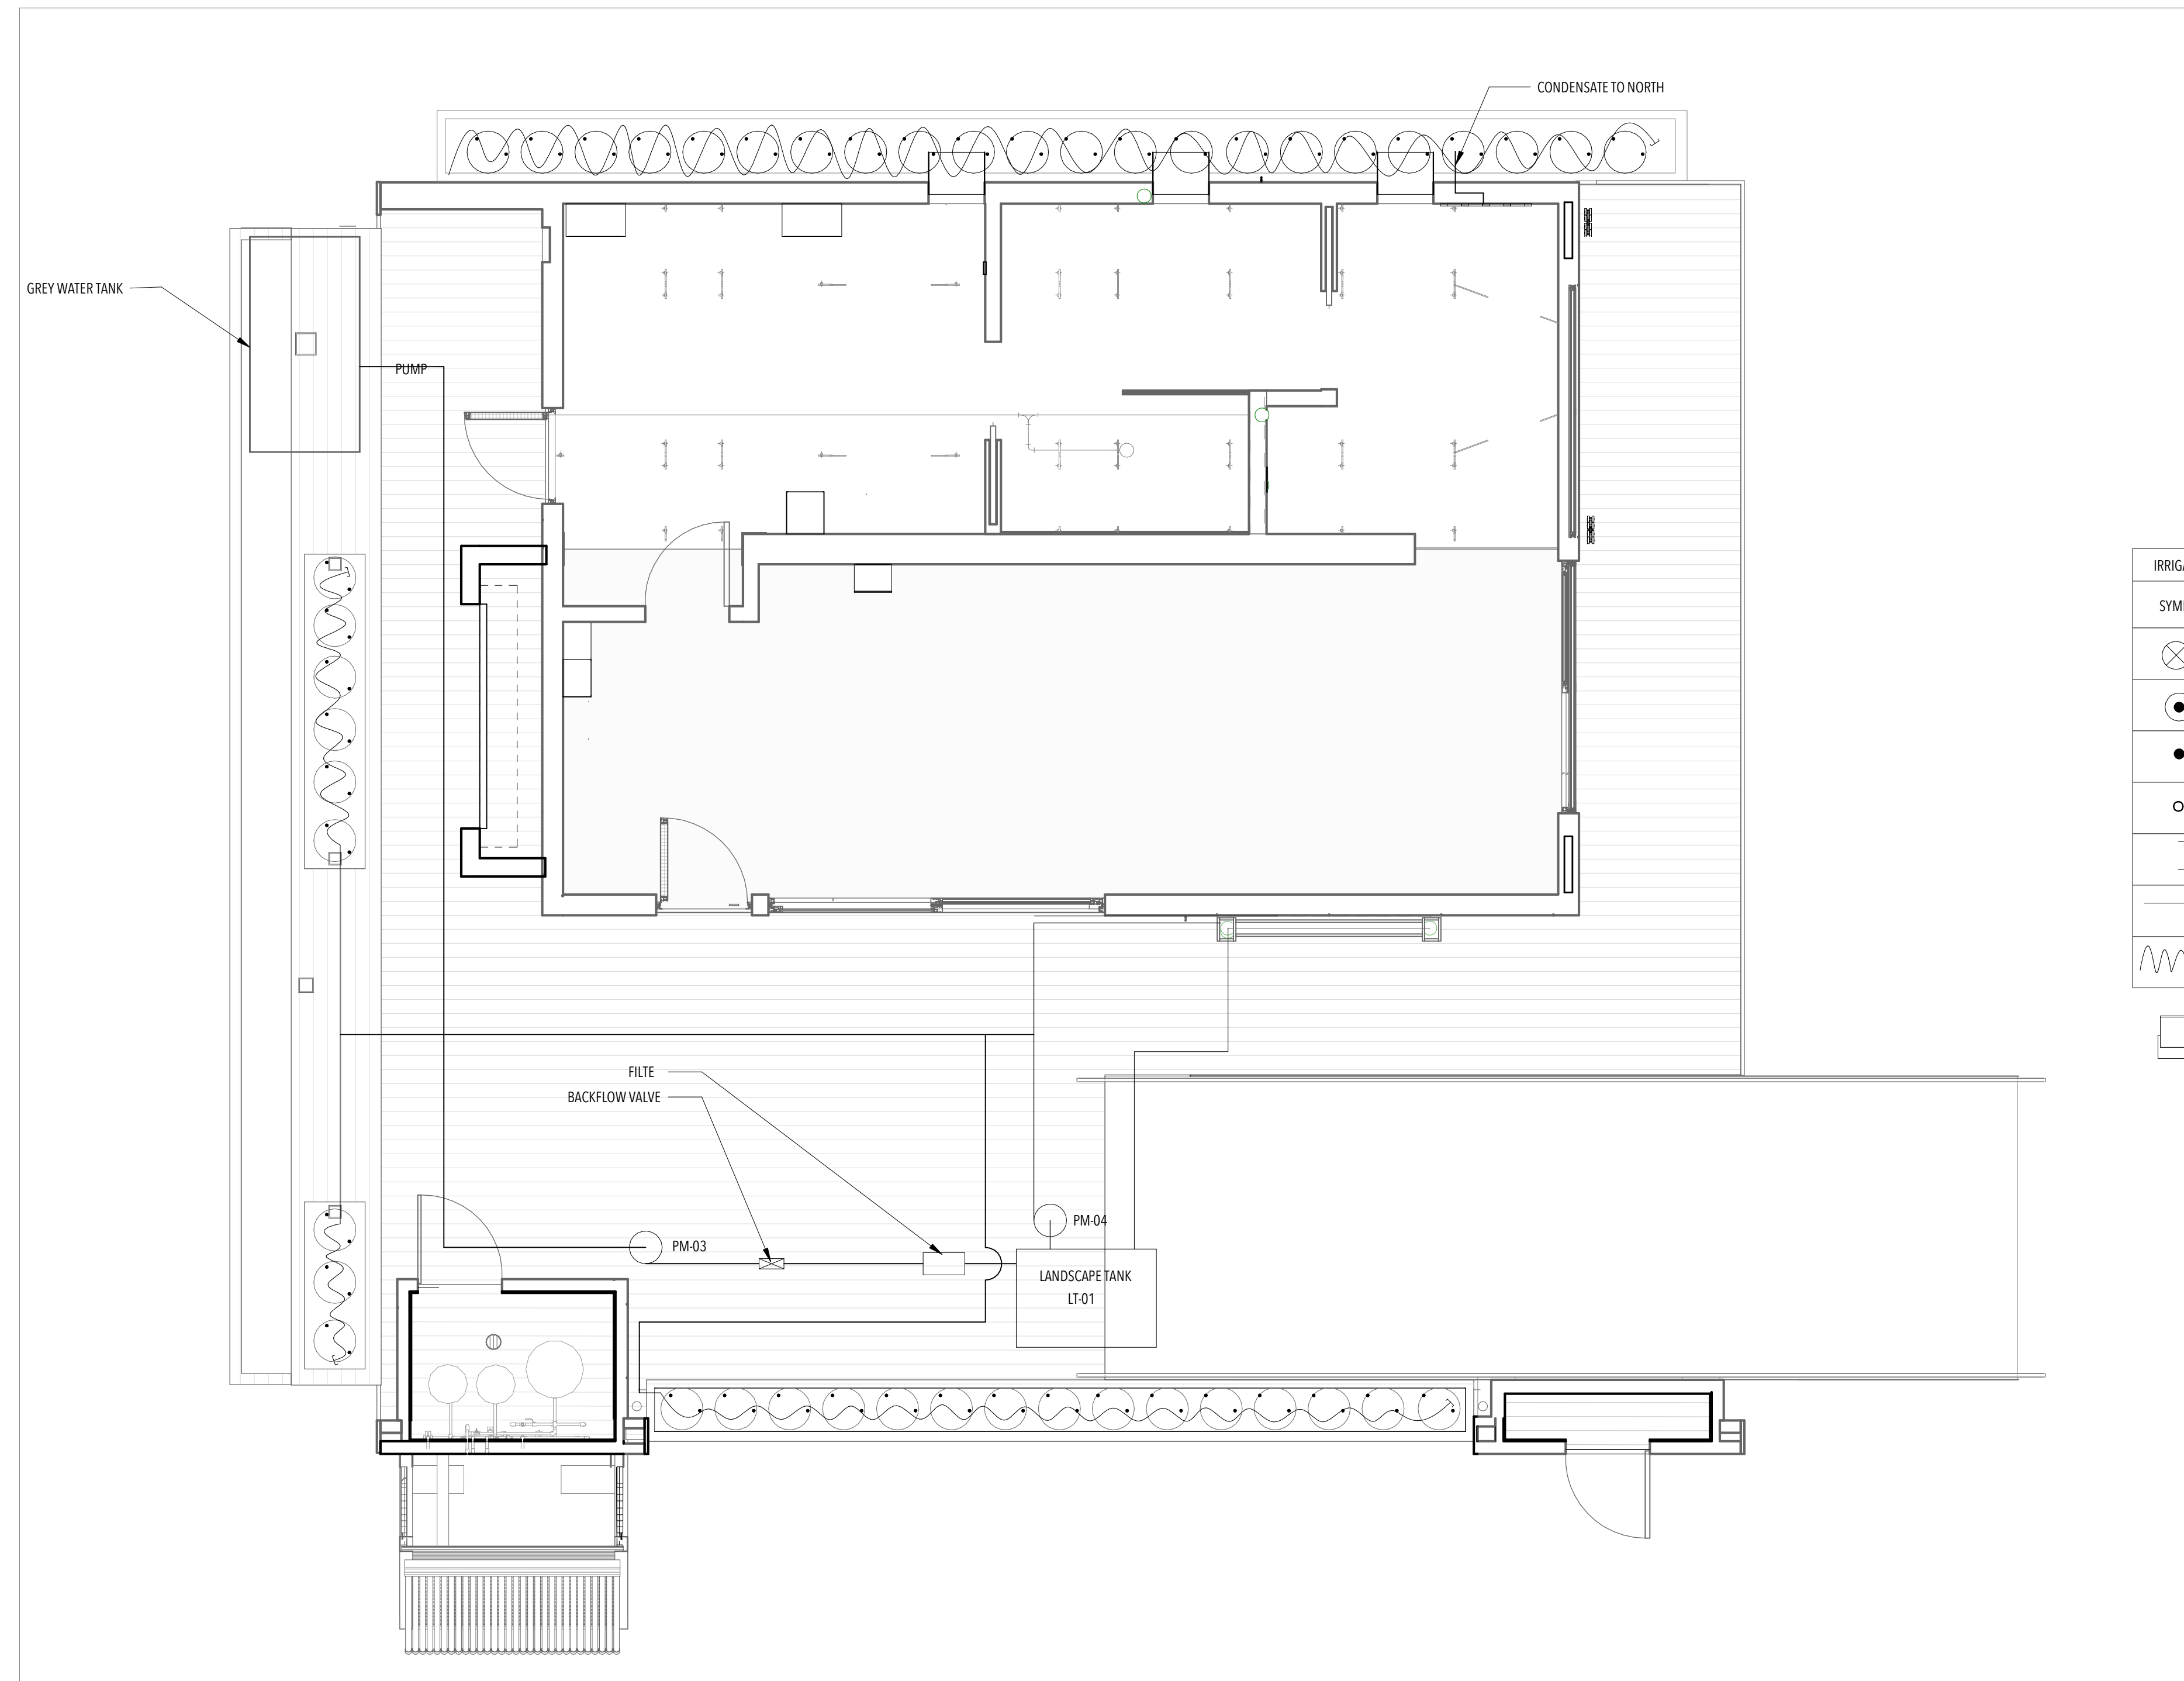 CONDENSATE TO NORTH
GREY WATER TANK
PUMP
IRRIGA
SYM
FILTE
BACKFLOW VALVE
PM-04
PM-03
LANDSCAPE TANK
LT-01